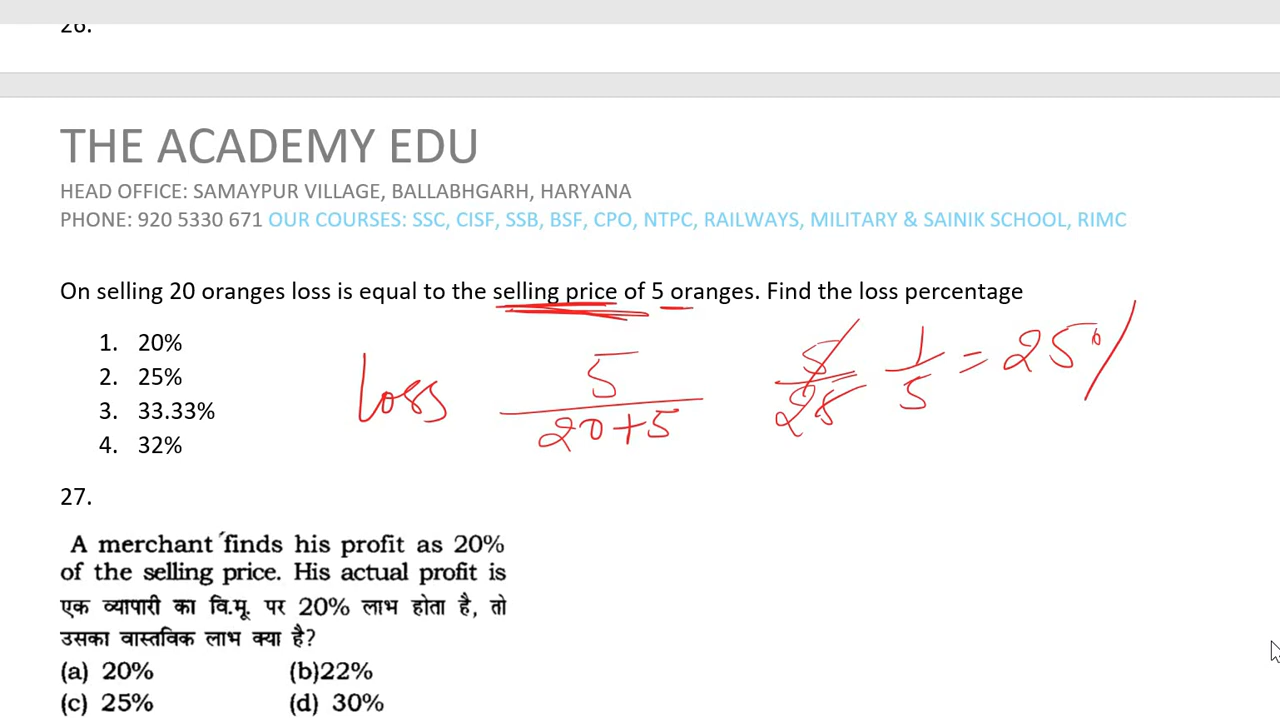 26.
THE ACADEMY EDU
HEAD OFFICE: SAMAYPUR VILLAGE, BALLABHGARH, HARYANA
PHONE: 920 5330 671 OUR COURSES: SSC, CISF, SSB, BSF, CPO, NTPC, RAILWAYS, MILITARY & SAINIK SCHOOL, RIMC
On selling 20 oranges loss is equal to the selling price of 5 oranges. Find the loss percentage
1. 20%
2. 25%
3. 33.33%
4. 32%
loss 5/20+5 5/25 1/5 = 25%
27.
A merchant finds his profit as 20%
of the selling price. His actual profit is
एक व्यापारी का वि.मू. पर 20% लाभ होता है, तो
उसका वास्तविक लाभ क्या है?
(a) 20% (b)22%
(c) 25% (d) 30%